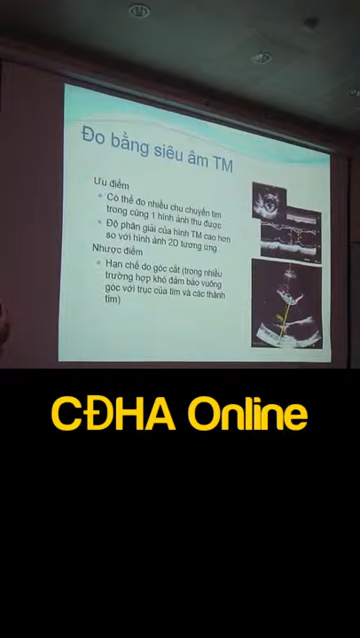 Đo bằng siêu âm TM
Ưu điểm
Có thể đo nhiều chu chuyển tim
trong cùng 1 hình ảnh thu được
Độ phân giải của hình TM cao hơn
so với hình ảnh 2D tương ứng
Nhược điểm
Hạn chế do góc cắt (trong nhiều
trường hợp khó đảm bảo vuông
góc với trục của tim và các thành
tim)
CĐHA Online